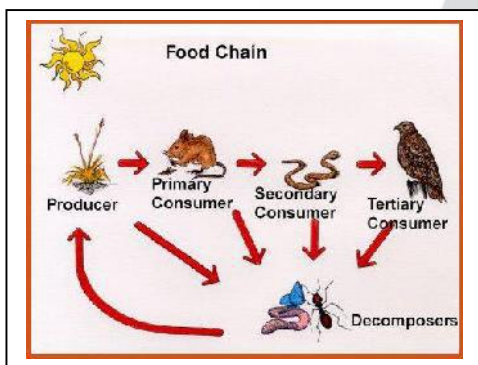 Food Chain
Producer
Primary
Consumer
Secondary
Consumer
Tertiary
Consumer
Decomposers